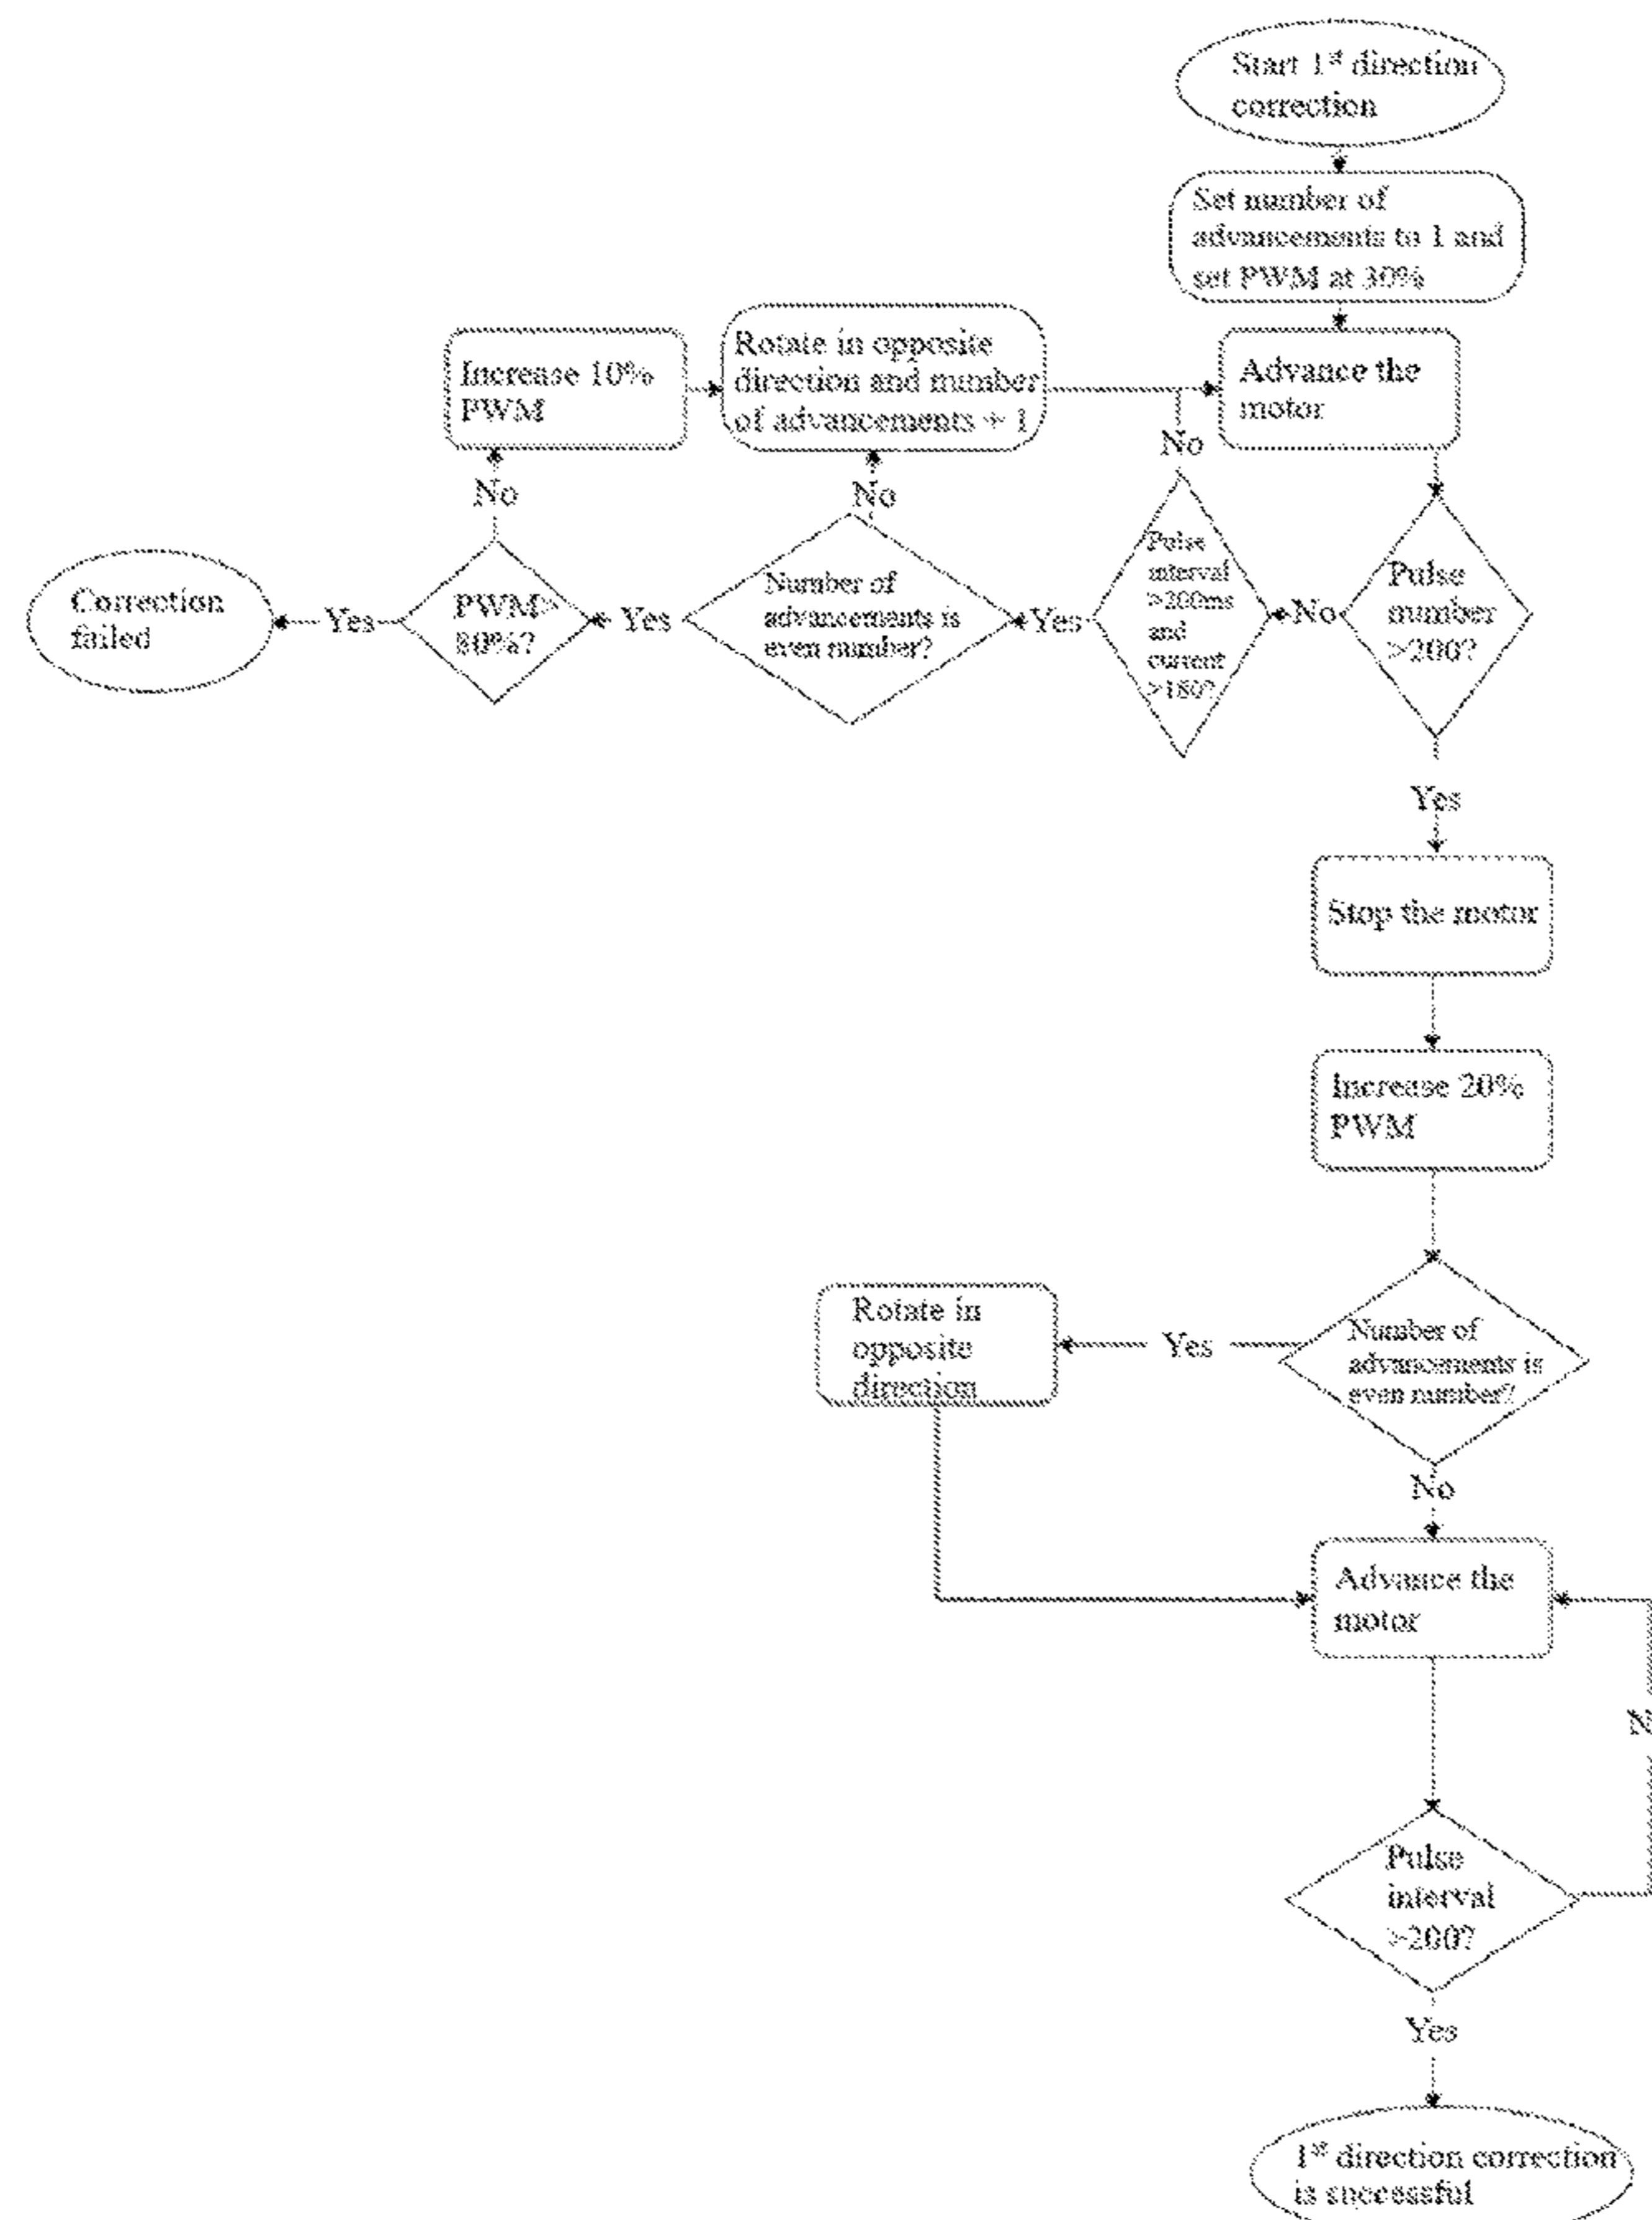 Start 1st direction
correction
Set number of
advancements to 1 and
set PWM at 30%
Increase 10%
PWM
Rotate in opposite
direction and number
of advancements + 1
Advance the
motor
No
No
No
Correction
failed
Yes
PWM>
80%?
Yes
Number of
advancements is
even number?
Yes
Pulse
interval
>200ms
and
current
>180?
No
Pulse
number
>200?
Yes
Stop the motor
Increase 20%
PWM
Rotate in
opposite
direction
Yes
Number of
advancements is
even number?
No
Advance the
motor
N
Pulse
interval
>200?
Yes
1st direction correction
is successful